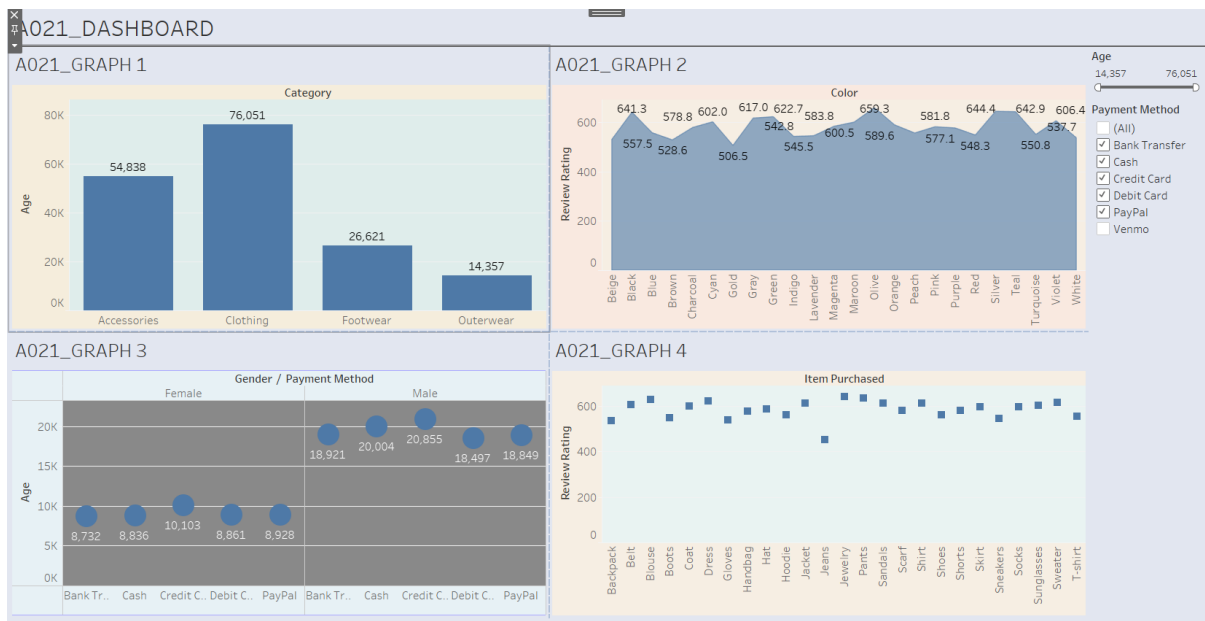 A021_DASHBOARD
A021_GRAPH 1
Category
80K
60K
40K
20K
0K
Age
54,838
76,051
26,621
14,357
Accessories Clothing Footwear Outerwear
A021_GRAPH 2
Color
600
400
200
0
Review Rating
641.3 578.8 602.0 617.0 622.7 583.8 659.3 581.8 644.4 642.9 606.4
557.5 528.6 506.5 542.8 545.5 600.5 589.6 577.1 548.3 550.8 537.7
Beige Black Blue Brown Charcoal Cyan Gold Gray Green Indigo Lavender Magenta Maroon Olive Orange Peach Pink Purple Red Silver Teal Turquoise Violet White
Age
14,357 76,051
Payment Method
(All)
Bank Transfer
Cash
Credit Card
Debit Card
PayPal
Venmo
A021_GRAPH 3
Gender / Payment Method
Female Male
20K
15K
10K
5K
0K
Age
8,732 8,836 10,103 8,861 8,928
18,921 20,004 20,855 18,497 18,849
Bank Tr.. Cash Credit C.. Debit C.. PayPal Bank Tr.. Cash Credit C.. Debit C.. PayPal
A021_GRAPH 4
Item Purchased
600
400
200
0
Review Rating
Backpack Belt Blouse Boots Coat Dress Gloves Handbag Hat Hoodie Jacket Jeans Jewelry Pants Sandals Scarf Shirt Shoes Shorts Skirt Sneakers Socks Sunglasses Sweater T-shirt